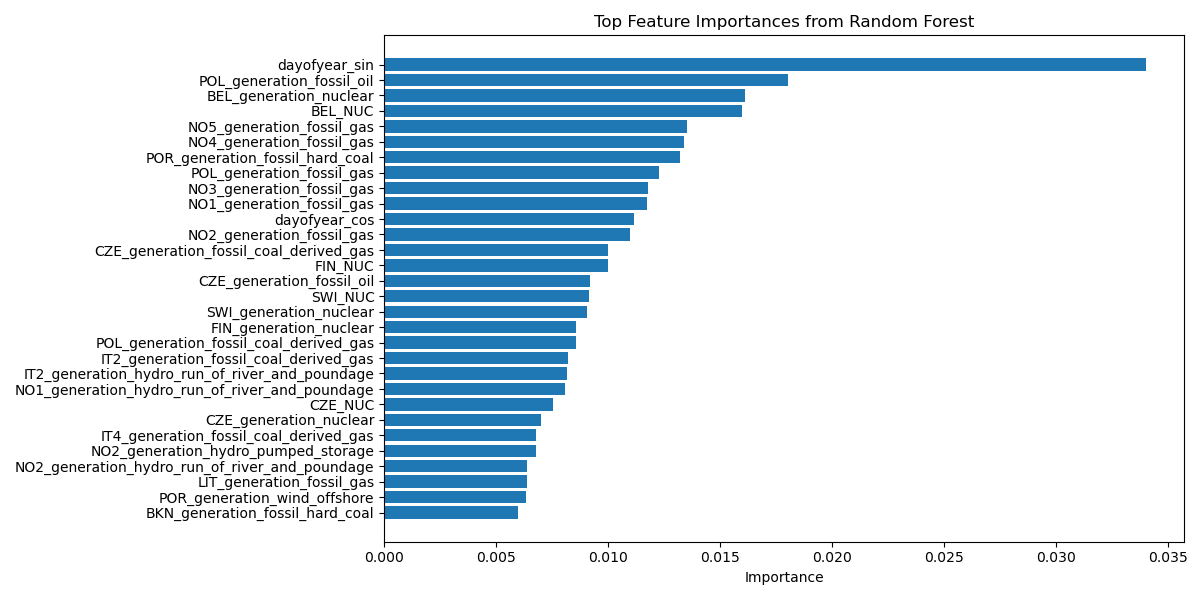 Top Feature Importances from Random Forest
dayofyear_sin
POL_generation_fossil_oil
BEL_generation_nuclear
BEL_NUC
NO5_generation_fossil_gas
NO4_generation_fossil_gas
POR_generation_fossil_hard_coal
POL_generation_fossil_gas
NO3_generation_fossil_gas
NO1_generation_fossil_gas
dayofyear_cos
NO2_generation_fossil_gas
CZE_generation_fossil_coal_derived_gas
FIN_NUC
CZE_generation_fossil_oil
SWI_NUC
SWI_generation_nuclear
FIN_generation_nuclear
POL_generation_fossil_coal_derived_gas
IT2_generation_fossil_coal_derived_gas
IT2_generation_hydro_run_of_river_and_poundage
NO1_generation_hydro_run_of_river_and_poundage
CZE_NUC
CZE_generation_nuclear
IT4_generation_fossil_coal_derived_gas
NO2_generation_hydro_pumped_storage
NO2_generation_hydro_run_of_river_and_poundage
LIT_generation_fossil_gas
POR_generation_wind_offshore
BKN_generation_fossil_hard_coal
0.000 0.005 0.010 0.015 0.020 0.025 0.030 0.035
Importance